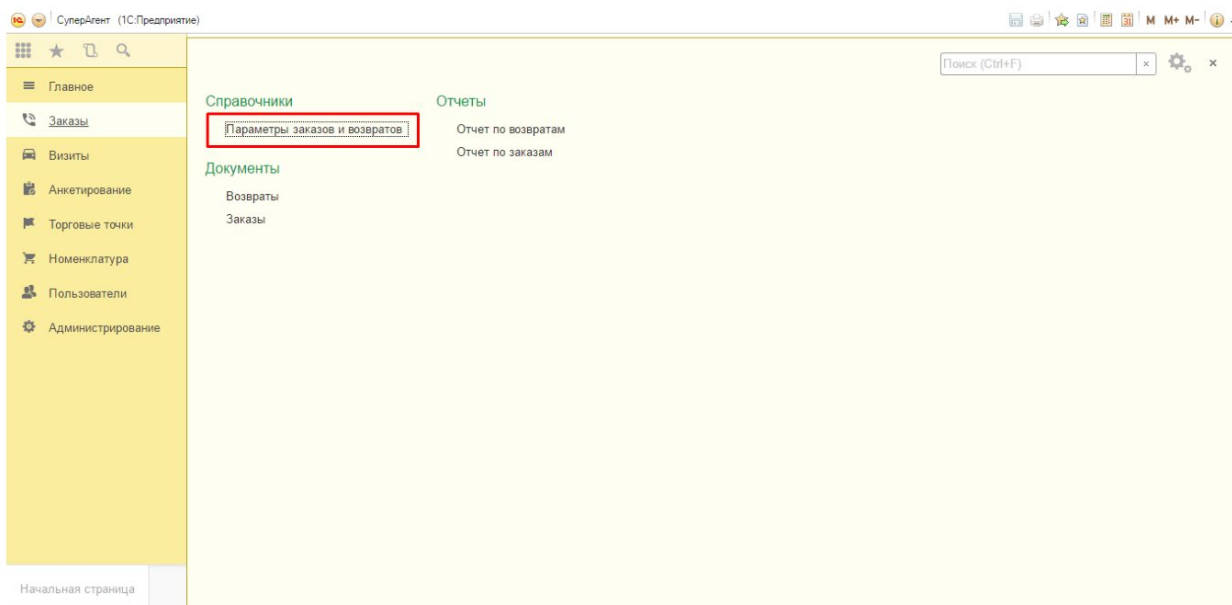 СуперАгент (1С:Предприятие)
M M+ M-
Поиск (Ctrl+F)
Главное
Заказы
Визиты
Анкетирование
Торговые точки
Номенклатура
Пользователи
Администрирование
Начальная страница
Справочники
Параметры заказов и возвратов
Документы
Возвраты
Заказы
Отчеты
Отчет по возвратам
Отчет по заказам